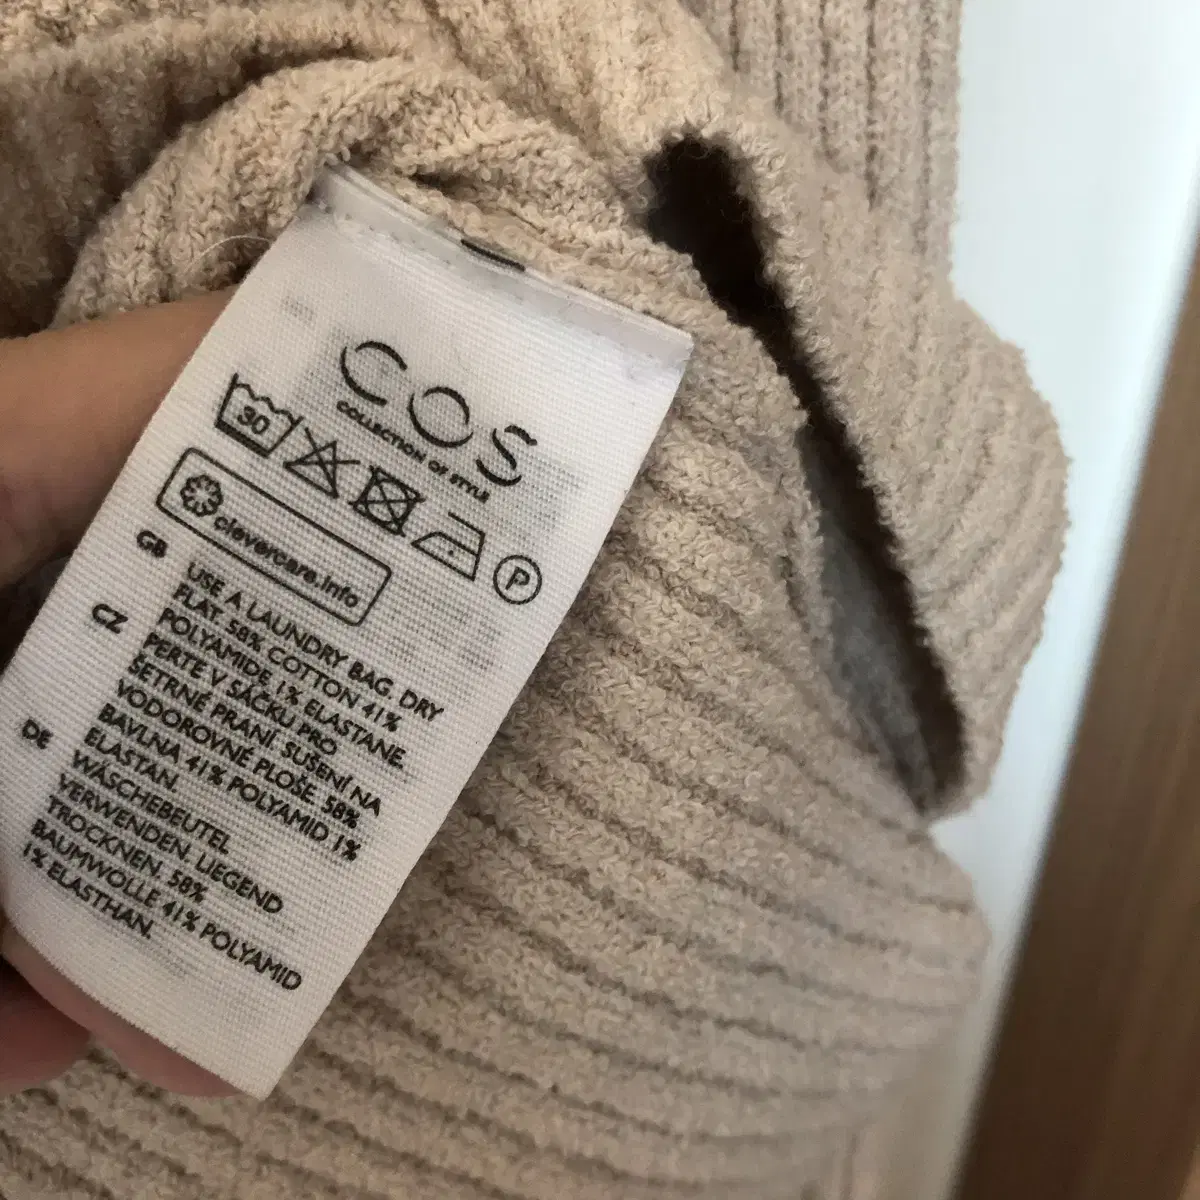 COS
COLLECTION OF STYLE
30
P
clevercare.info
GB USE A LAUNDRY BAG. DRY
FLAT. 58% COTTON 41%
POLYAMIDE 1% ELASTANE.
CZ PERTE V SÁČKU PRO
ŠETRNÉ PRANÍ. SUŠENÍ NA
VODOROVNÉ PLOŠE. 58%
BAVLNA 41% POLYAMID 1%
ELASTAN.
DE WÄSCHEBEUTEL
VERWENDEN. LIEGEND
TROCKNEN. 58%
BAUMWOLLE 41% POLYAMID
1% ELASTHAN.